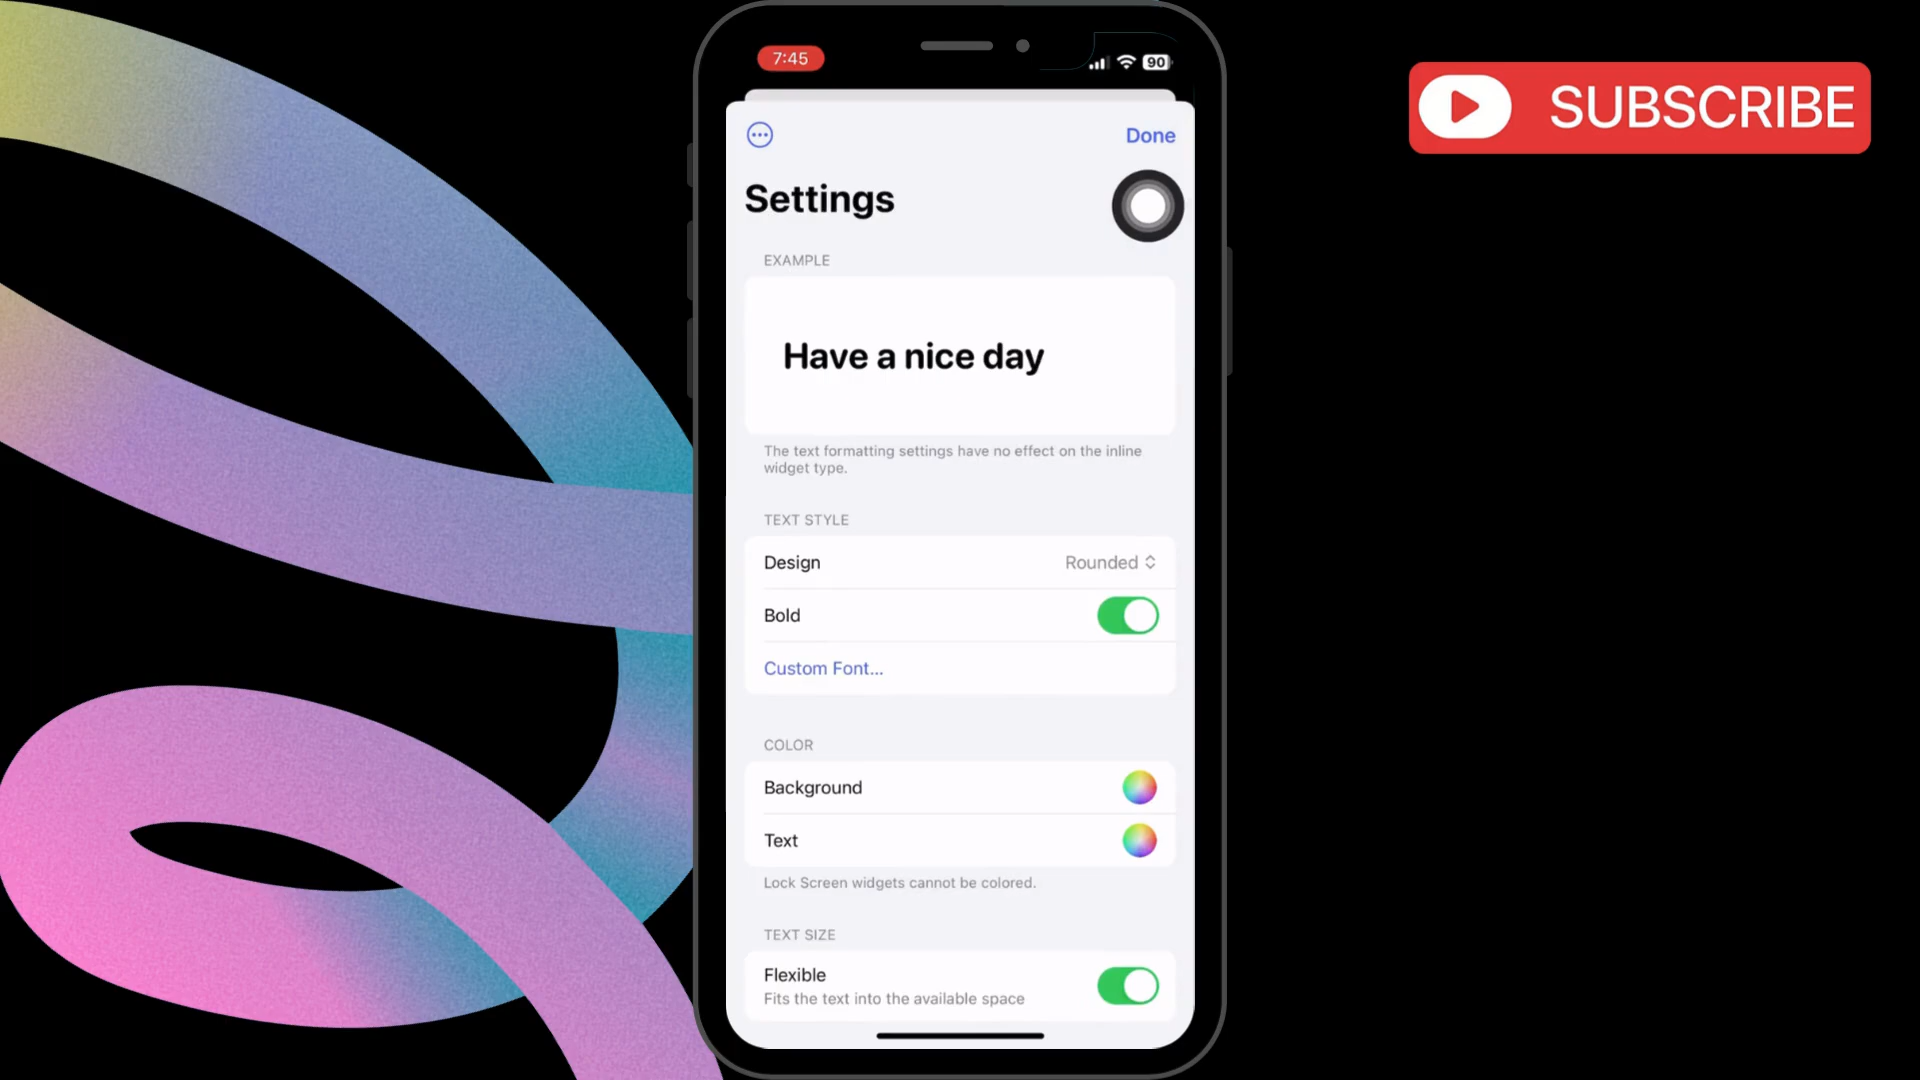 7:45
90
Done
Settings
EXAMPLE
Have a nice day
The text formatting settings have no effect on the inline
widget type.
TEXT STYLE
Design
Rounded
Bold
Custom Font...
COLOR
Background
Text
Lock Screen widgets cannot be colored.
TEXT SIZE
Flexible
Fits the text into the available space
SUBSCRIBE